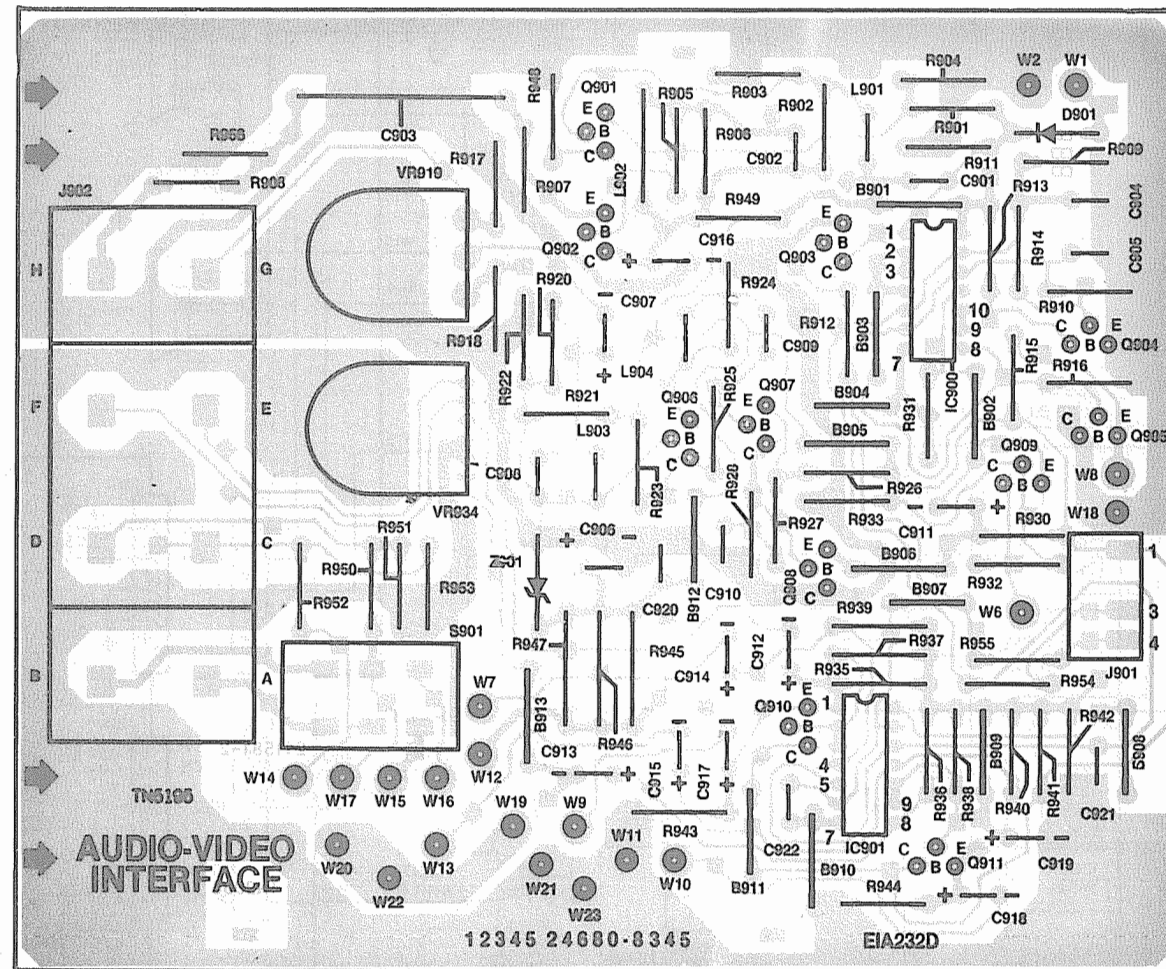 R904 W2 W1
R948 Q901 R905 R903 R902 L901
E D901
B C903 R901
C R956 R909
R917 L902 R906 C902 R911
J902 R908 VR919 R907 B901 C901 R913
E R949 E C904
B 1
Q902 C916 Q903 B 2 R914
H G C R920 C 3 C905
C907 R924
R912 B903 10 R910
R918 9 C E
C909 7 8 R915 B Q904
R922 L904 R916
R921 Q906 R925 Q907 B904 R931 IC900 B902
F E E E
B B C E
L903 C C B905 Q909 B Q905
C908 R928 C E W8
R923 R926 B
VR934 R933 C911 R930 W18
R951 R927
D C C906 E B906 1
Z901 B
R950 R953 C910 Q908 C B907 R932
R952 B912 R939 W6 3
S901 C920 4
R947 R945 C912 R937 R955
B A C914 R935 R954 J901
W7 B913 Q910 E 1 R942
B
C913 R946 C 4 B909 B908
W14 W12 C915 C917 5 R936 R938 R940 R941 C921
TN5195 W17 W15 W16 W19 W9 9
W11 R943 7 8
AUDIO-VIDEO W20 W13 C922 IC901 C E C919
INTERFACE W21 W10 B Q911
W22 W23 B911 B910 R944
C918
12345 24680-8345 EIA232D